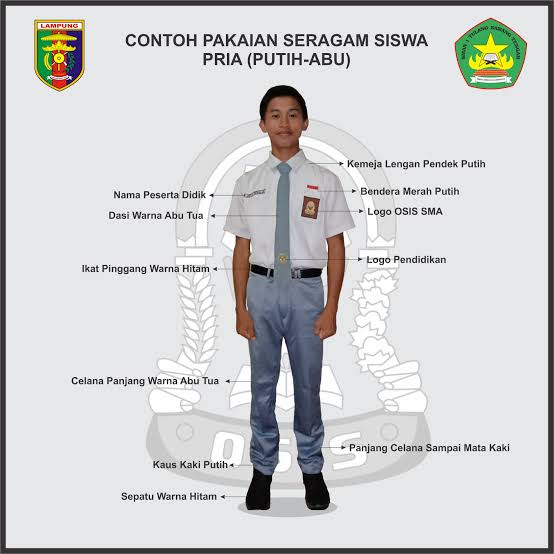 LAMPUNG
CONTOH PAKAIAN SERAGAM SISWA
PRIA (PUTIH-ABU)
Kemeja Lengan Pendek Putih
Nama Peserta Didik
Bendera Merah Putih
Dasi Warna Abu Tua
Logo OSIS SMA
Logo Pendidikan
Ikat Pinggang Warna Hitam
Celana Panjang Warna Abu Tua
OSIS
Panjang Celana Sampai Mata Kaki
Kaus Kaki Putih
Sepatu Warna Hitam